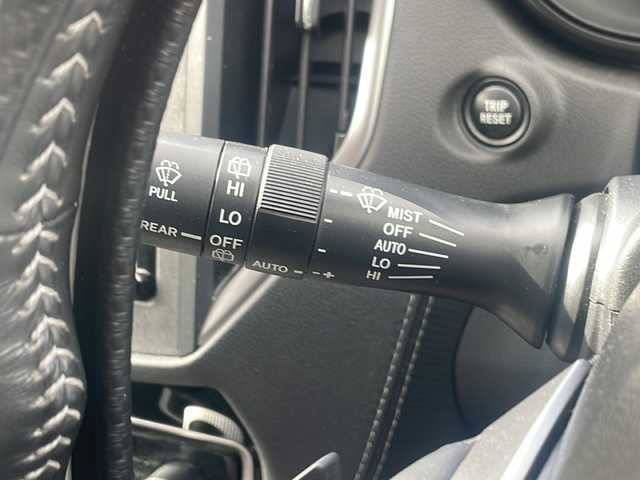 TRIP
RESET
PULL
REAR
HI
LO
OFF
AUTO - -+
MIST
OFF
AUTO
LO
HI